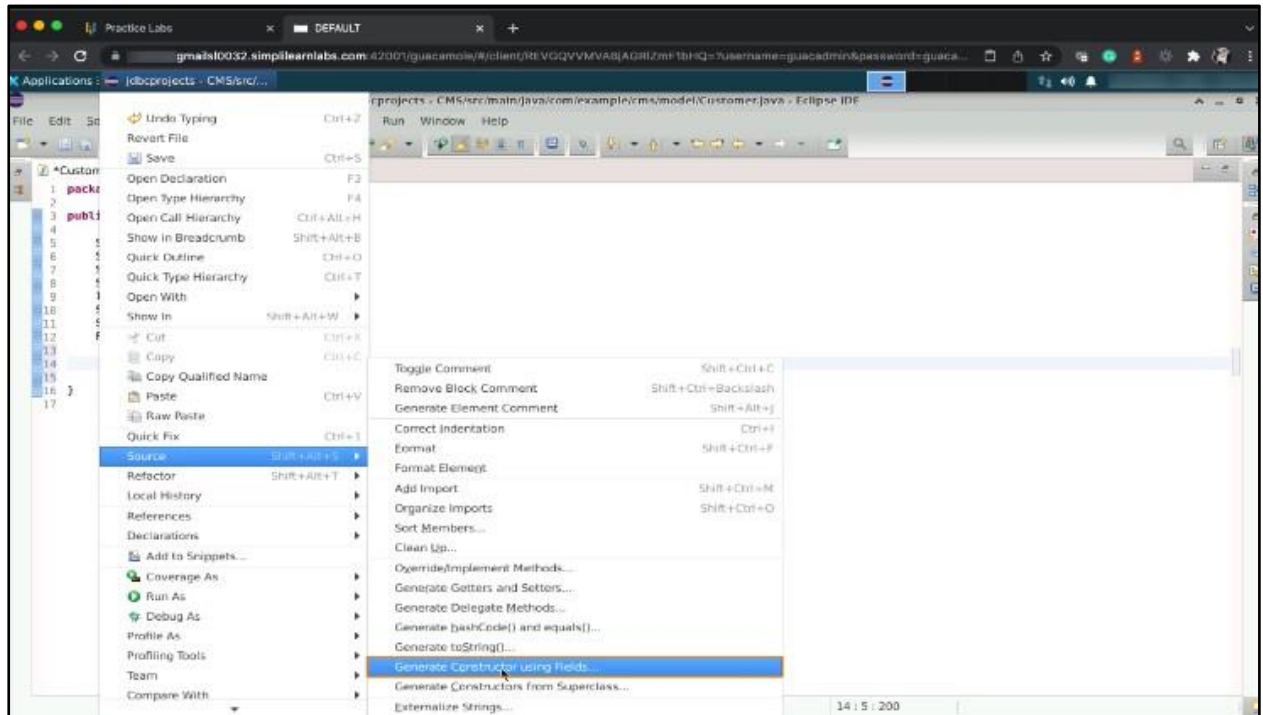 Practice Labs
DEFAULT
Applications
jdbcprojects - CMS/src/...
cprojects - CMS/src/main/java/com/example/cms/model/Customer.java - Eclipse IDE
File Edit
Run Window Help
Undo Typing Ctrl+Z
Revert File
Save Ctrl+S
Open Declaration F3
Open Type Hierarchy F4
Open Call Hierarchy Ctrl+Alt+H
Show in Breadcrumb Shift+Alt+B
Quick Outline Ctrl+O
Quick Type Hierarchy Ctrl+T
Open With
Show In Shift+Alt+W
Cut Ctrl+X
Copy Ctrl+C
Copy Qualified Name
Paste Ctrl+V
Raw Paste
Quick Fix Ctrl+1
Source Shift+Alt+S
Refactor Shift+Alt+T
Local History
References
Declarations
Add to Snippets...
Coverage As
Run As
Debug As
Profile As
Profiling Tools
Team
Compare With
*Custom
1 packa
2
3 publi
4
5 S
6 S
7 S
8 S
9 I
10 S
11 S
12
13
14
15
16 }
17
Toggle Comment Shift+Ctrl+C
Remove Block Comment Shift+Ctrl+Backslash
Generate Element Comment Shift+Alt+J
Correct Indentation Ctrl+I
Format Shift+Ctrl+F
Format Element
Add Import Shift+Ctrl+M
Organize Imports Shift+Ctrl+O
Sort Members...
Clean Up...
Override/Implement Methods...
Generate Getters and Setters...
Generate Delegate Methods...
Generate hashCode() and equals()...
Generate toString()...
Generate Constructor using Fields...
Generate Constructors from Superclass...
Externalize Strings...
14 : 5 : 200